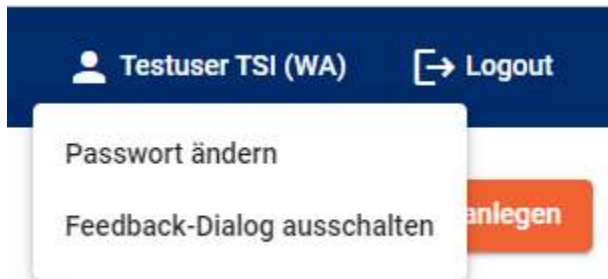 Testuser TSI (WA) Logout
Passwort ändern
Feedback-Dialog ausschalten
anlegen